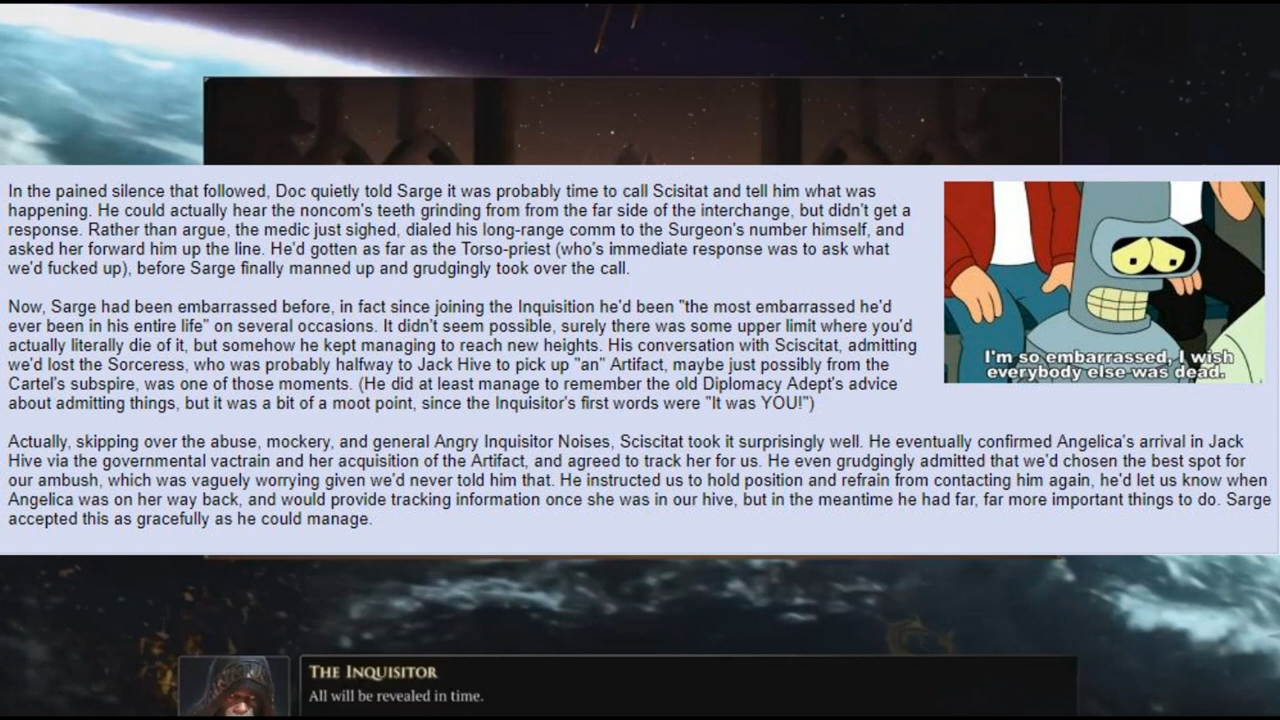 In the pained silence that followed, Doc quietly told Sarge it was probably time to call Scisitat and tell him what was
happening. He could actually hear the noncom's teeth grinding from from the far side of the interchange, but didn't get a
response. Rather than argue, the medic just sighed, dialed his long-range comm to the Surgeon's number himself, and
asked her forward him up the line. He'd gotten as far as the Torso-priest (who's immediate response was to ask what
we'd fucked up), before Sarge finally manned up and grudgingly took over the call.
Now, Sarge had been embarrassed before, in fact since joining the Inquisition he'd been "the most embarrassed he'd
ever been in his entire life" on several occasions. It didn't seem possible, surely there was some upper limit where you'd
actually literally die of it, but somehow he kept managing to reach new heights. His conversation with Sciscitat, admitting
we'd lost the Sorceress, who was probably halfway to Jack Hive to pick up "an" Artifact, maybe just possibly from the
Cartel's subspire, was one of those moments. (He did at least manage to remember the old Diplomacy Adept's advice
about admitting things, but it was a bit of a moot point, since the Inquisitor's first words were "It was YOU!")
I'm so embarrassed, I wish
everybody else was dead.
Actually, skipping over the abuse, mockery, and general Angry Inquisitor Noises, Sciscitat took it surprisingly well. He eventually confirmed Angelica's arrival in Jack
Hive via the governmental vactrain and her acquisition of the Artifact, and agreed to track her for us. He even grudgingly admitted that we'd chosen the best spot for
our ambush, which was vaguely worrying given we'd never told him that. He instructed us to hold position and refrain from contacting him again, he'd let us know when
Angelica was on her way back, and would provide tracking information once she was in our hive, but in the meantime he had far, far more important things to do. Sarge
accepted this as gracefully as he could manage.
THE INQUISITOR
All will be revealed in time.